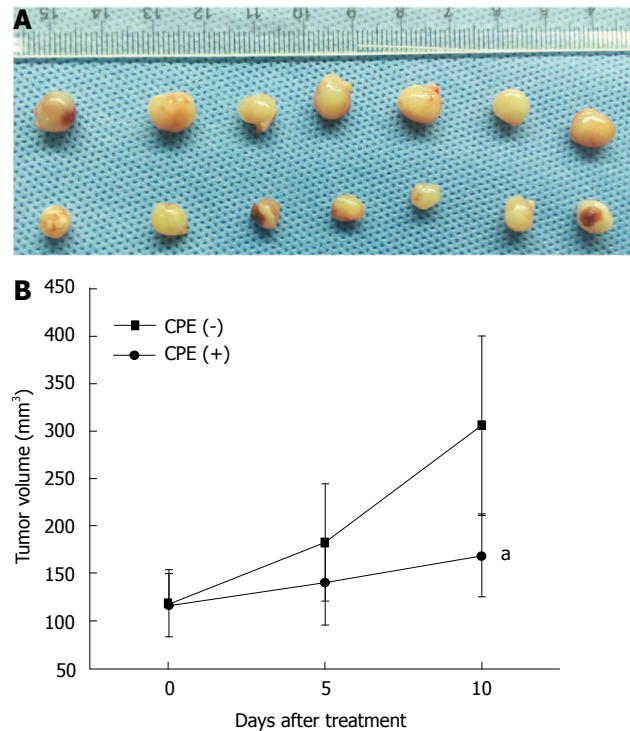 A
15 14 13 12 11 10 9 8 7 6 5 4
B
450
400
350
300
250
200
150
100
50
Tumor volume (mm³)
CPE (-)
CPE (+)
a
0 5 10
Days after treatment